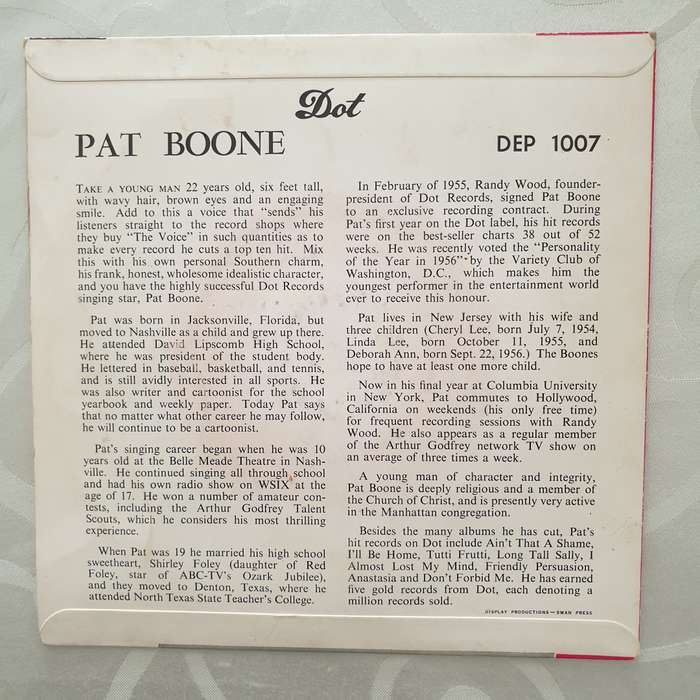 Dot
PAT BOONE
DEP 1007
TAKE A YOUNG MAN 22 years old, six feet tall,
with wavy hair, brown eyes and an engaging
smile. Add to this a voice that “sends” his
listeners straight to the record shops where
they buy “The Voice” in such quantities as to
make every record he cuts a top ten hit. Mix
this with his own personal Southern charm,
his frank, honest, wholesome idealistic character,
and you have the highly successful Dot Records
singing star, Pat Boone.
Pat was born in Jacksonville, Florida, but
moved to Nashville as a child and grew up there.
He attended David Lipscomb High School,
where he was president of the student body.
He lettered in baseball, basketball, and tennis,
and is still avidly interested in all sports. He
was also writer and cartoonist for the school
yearbook and weekly paper. Today Pat says
that no matter what other career he may follow,
he will continue to be a cartoonist.
Pat's singing career began when he was 10
years old at the Belle Meade Theatre in Nash-
ville. He continued singing all through school
and had his own radio show on WSIX at the
age of 17. He won a number of amateur con-
tests, including the Arthur Godfrey Talent
Scouts, which he considers his most thrilling
experience.
When Pat was 19 he married his high school
sweetheart, Shirley Foley (daughter of Red
Foley, star of ABC-TV's Ozark Jubilee),
and they moved to Denton, Texas, where he
attended North Texas State Teacher's College.
In February of 1955, Randy Wood, founder-
president of Dot Records, signed Pat Boone
to an exclusive recording contract. During
Pat's first year on the Dot label, his hit records
were on the best-seller charts 38 out of 52
weeks. He was recently voted the “Personality
of the Year in 1956” by the Variety Club of
Washington, D.C., which makes him the
youngest performer in the entertainment world
ever to receive this honour.
Pat lives in New Jersey with his wife and
three children (Cheryl Lee, born July 7, 1954,
Linda Lee, born October 11, 1955, and
Deborah Ann, born Sept. 22, 1956.) The Boones
hope to have at least one more child.
Now in his final year at Columbia University
in New York, Pat commutes to Hollywood,
California on weekends (his only free time)
for frequent recording sessions with Randy
Wood. He also appears as a regular member
of the Arthur Godfrey network TV show on
an average of three times a week.
A young man of character and integrity,
Pat Boone is deeply religious and a member of
the Church of Christ, and is presently very active
in the Manhattan congregation.
Besides the many albums he has cut, Pat's
hit records on Dot include Ain't That A Shame,
I'll Be Home, Tutti Frutti, Long Tall Sally, I
Almost Lost My Mind, Friendly Persuasion,
Anastasia and Don't Forbid Me. He has earned
five gold records from Dot, each denoting a
million records sold.
DISPLAY PRODUCTIONS—SWAN PRESS